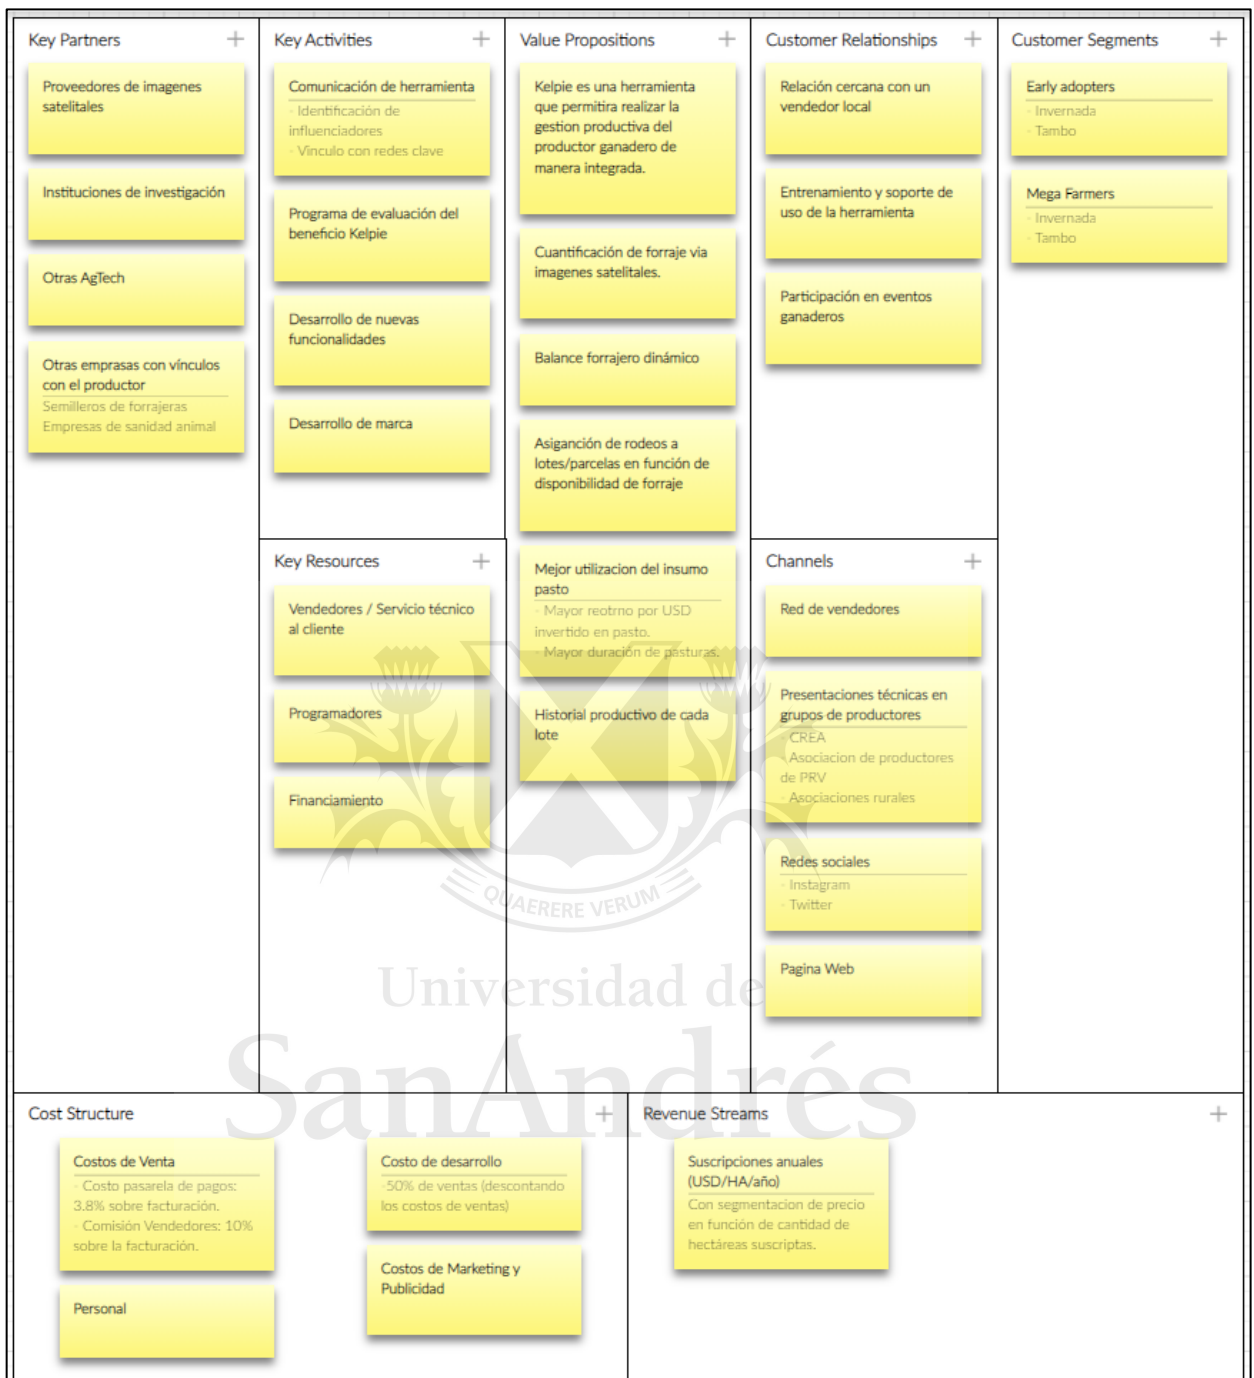 Key Partners
Proveedores de imagenes
satelitales
Instituciones de investigación
Otras AgTech
Otras emprasas con vínculos
con el productor
Semilleros de forrajeras
Empresas de sanidad animal
Key Activities
Comunicación de herramienta
- Identificación de
influenciadores
- Vinculo con redes clave
Programa de evaluación del
beneficio Kelpie
Desarrollo de nuevas
funcionalidades
Desarrollo de marca
Key Resources
Vendedores / Servicio técnico
al cliente
Programadores
Financiamiento
Value Propositions
Kelpie es una herramienta
que permitira realizar la
gestion productiva del
productor ganadero de
manera integrada.
Cuantificación de forraje via
imagenes satelitales.
Balance forrajero dinámico
Asiganción de rodeos a
lotes/parcelas en función de
disponibilidad de forraje
Mejor utilizacion del insumo
pasto
- Mayor reotrno por USD
invertido en pasto.
- Mayor duración de pasturas.
Historial productivo de cada
lote
Customer Relationships
Relación cercana con un
vendedor local
Entrenamiento y soporte de
uso de la herramienta
Participación en eventos
ganaderos
Channels
Red de vendedores
Presentaciones técnicas en
grupos de productores
- CREA
- Asociacion de productores
de PRV
- Asociaciones rurales
Redes sociales
- Instagram
- Twitter
Pagina Web
Customer Segments
Early adopters
- Invernada
- Tambo
Mega Farmers
- Invernada
- Tambo
QUAERERE VERUM
Universidad de
SanAndrés
Cost Structure
Costos de Venta
- Costo pasarela de pagos:
3.8% sobre facturación.
- Comisión Vendedores: 10%
sobre la facturación.
Personal
Costo de desarrollo
-50% de ventas (descontando
los costos de ventas)
Costos de Marketing y
Publicidad
Revenue Streams
Suscripciones anuales
(USD/HA/año)
Con segmentacion de precio
en función de cantidad de
hectáreas suscriptas.